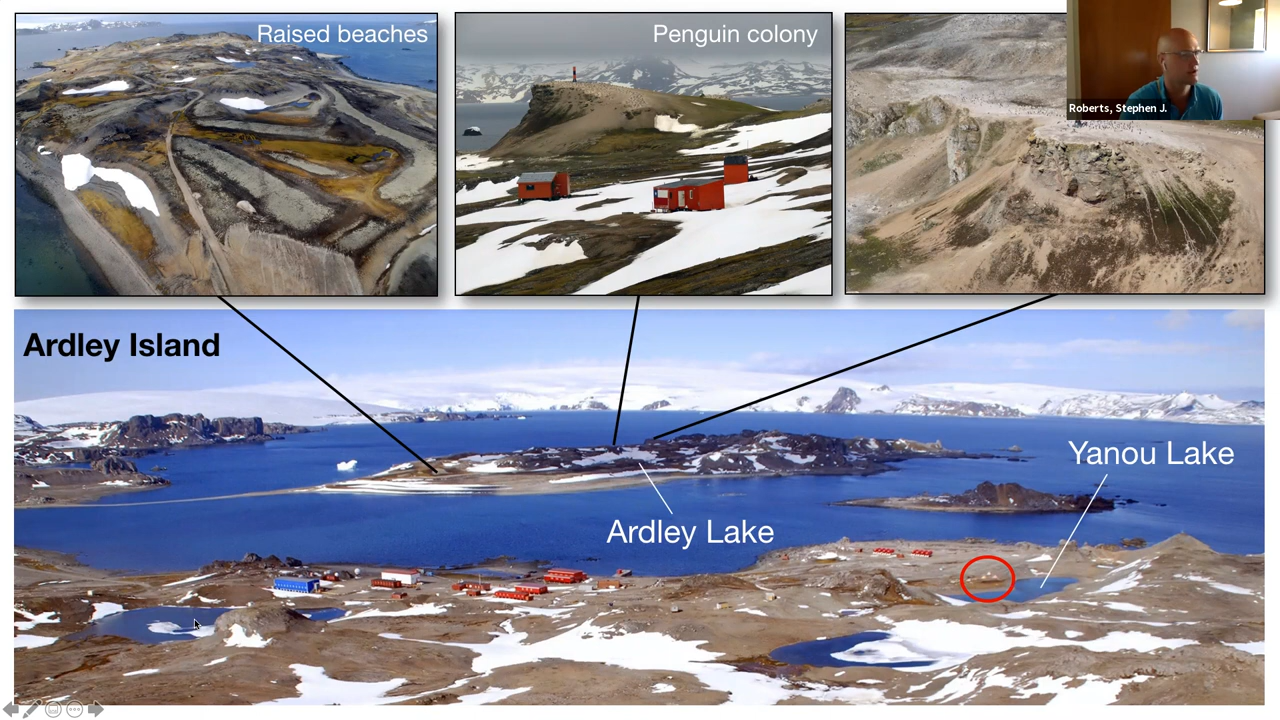 Raised beaches
Penguin colony
Roberts, Stephen J.
Ardley Island
Yanou Lake
Ardley Lake